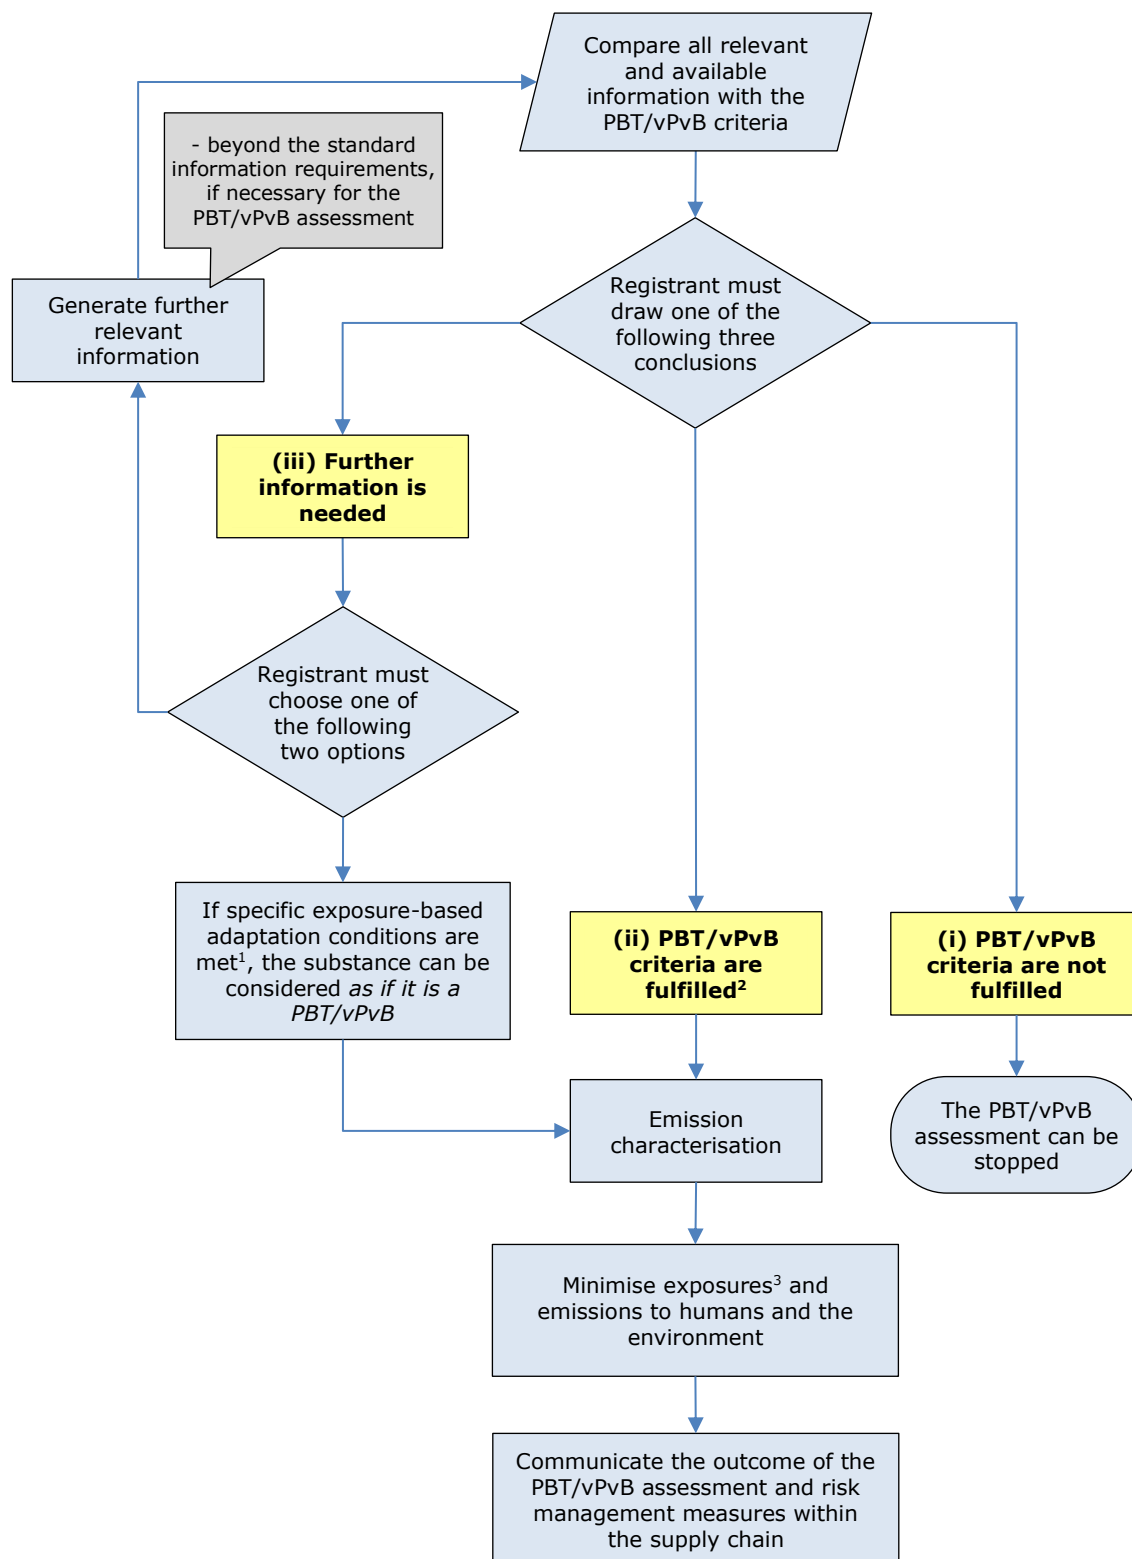 Compare all relevant
and available
information with the
PBT/vPvB criteria
- beyond the standard
information requirements,
if necessary for the
PBT/vPvB assessment
Generate further
relevant
information
Registrant must
draw one of the
following three
conclusions
(iii) Further
information is
needed
Registrant must
choose one of
the following
two options
If specific exposure-based
adaptation conditions are
met¹, the substance can be
considered as if it is a
PBT/vPvB
(ii) PBT/vPvB
criteria are
fulfilled²
(i) PBT/vPvB
criteria are not
fulfilled
Emission
characterisation
The PBT/vPvB
assessment can be
stopped
Minimise exposures³ and
emissions to humans and the
environment
Communicate the outcome of the
PBT/vPvB assessment and risk
management measures within
the supply chain